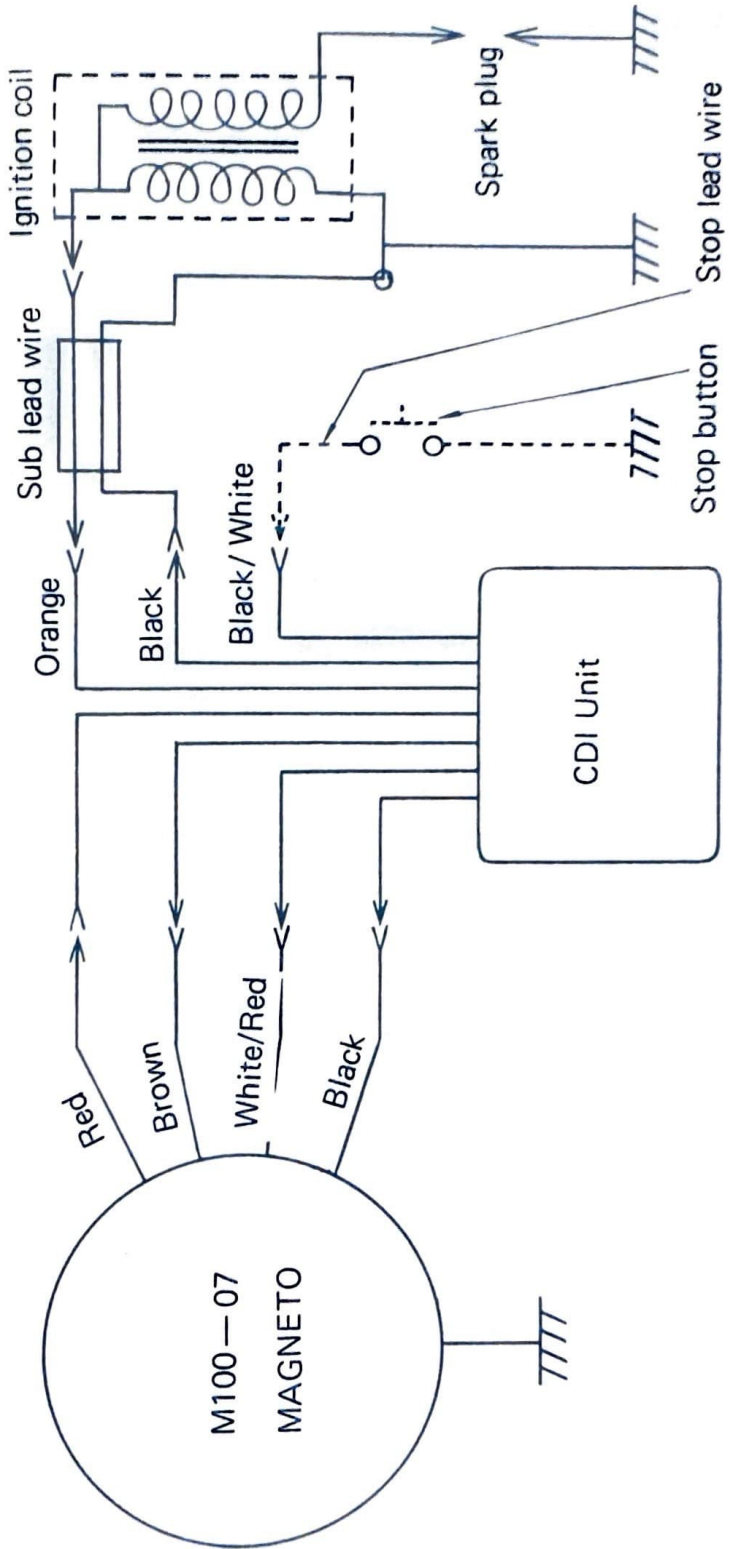 Ignition coil
Sub lead wire
Orange
Black
Black/White
Spark plug
Stop lead wire
Stop button
CDI Unit
Red
Brown
White/Red
Black
M100—07
MAGNETO